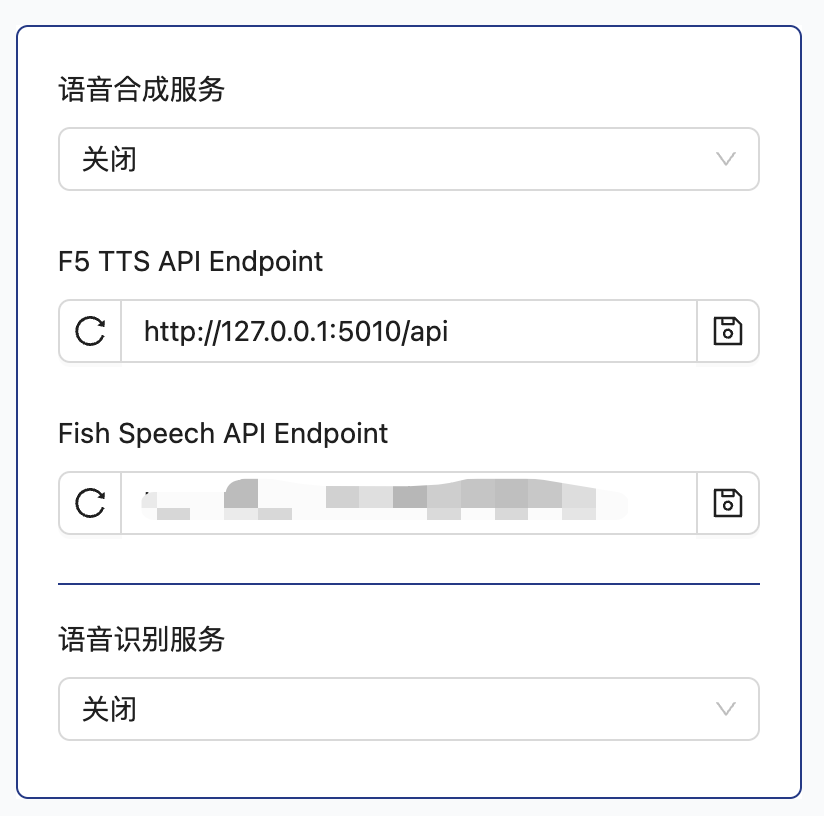 语音合成服务
关闭
F5 TTS API Endpoint
http://127.0.0.1:5010/api
Fish Speech API Endpoint
语音识别服务
关闭